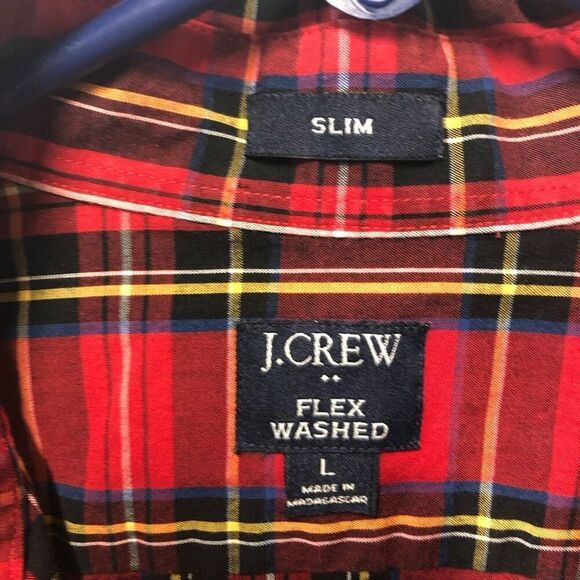 SLIM
J.CREW
FLEX
WASHED
L
MADE IN
MADAGASCAR